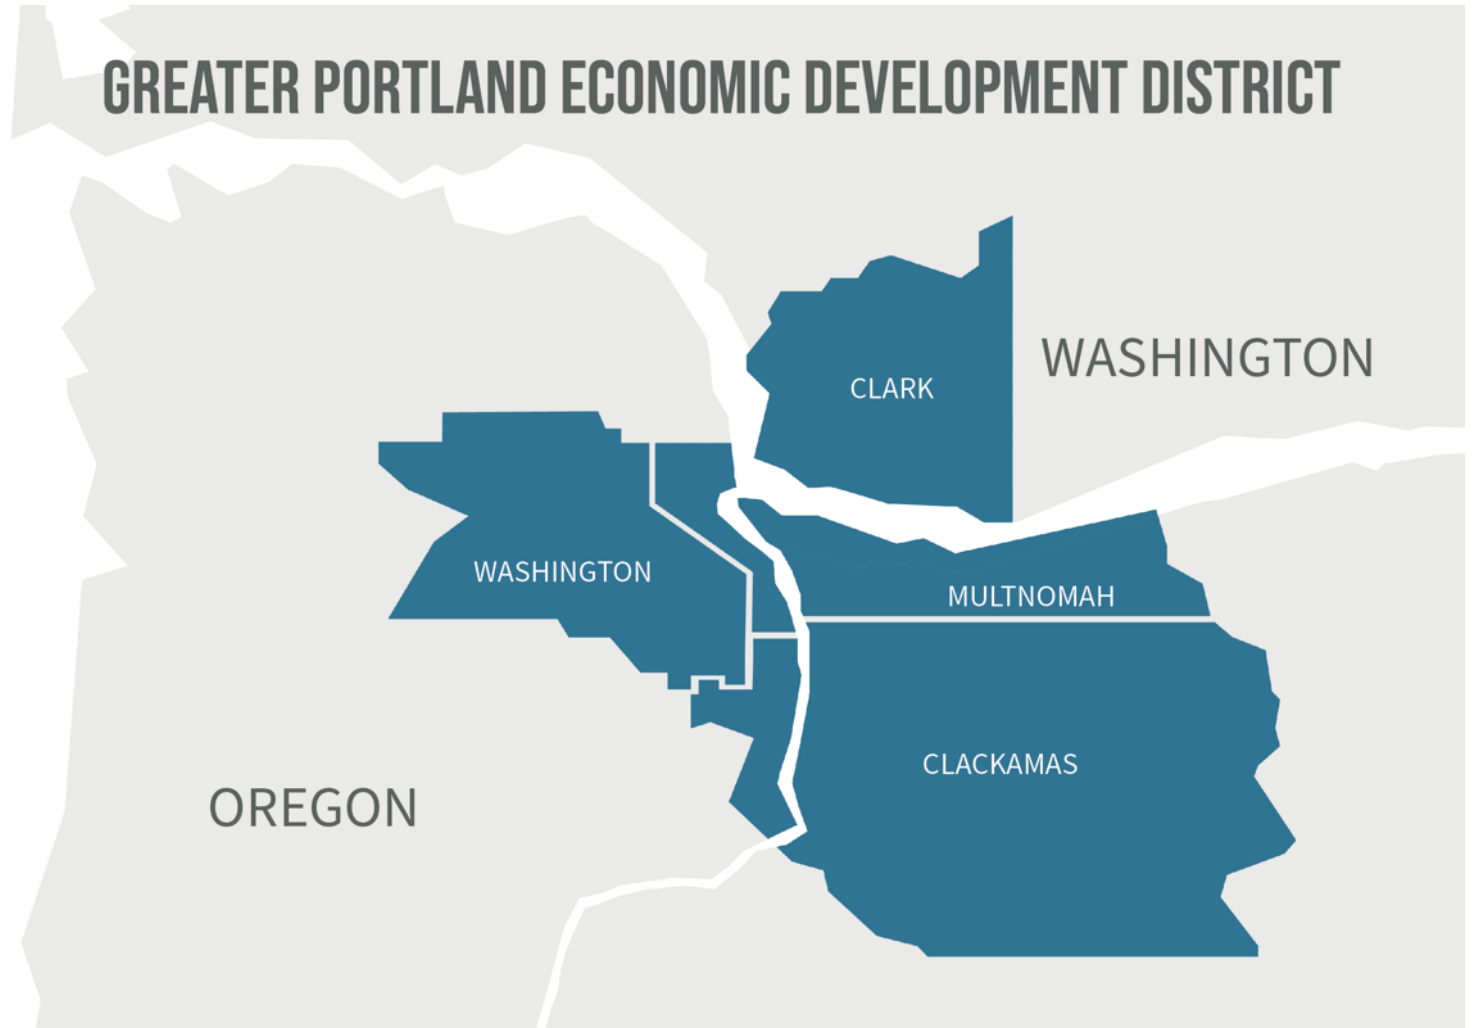 GREATER PORTLAND ECONOMIC DEVELOPMENT DISTRICT
WASHINGTON
CLARK
WASHINGTON
MULTNOMAH
CLACKAMAS
OREGON